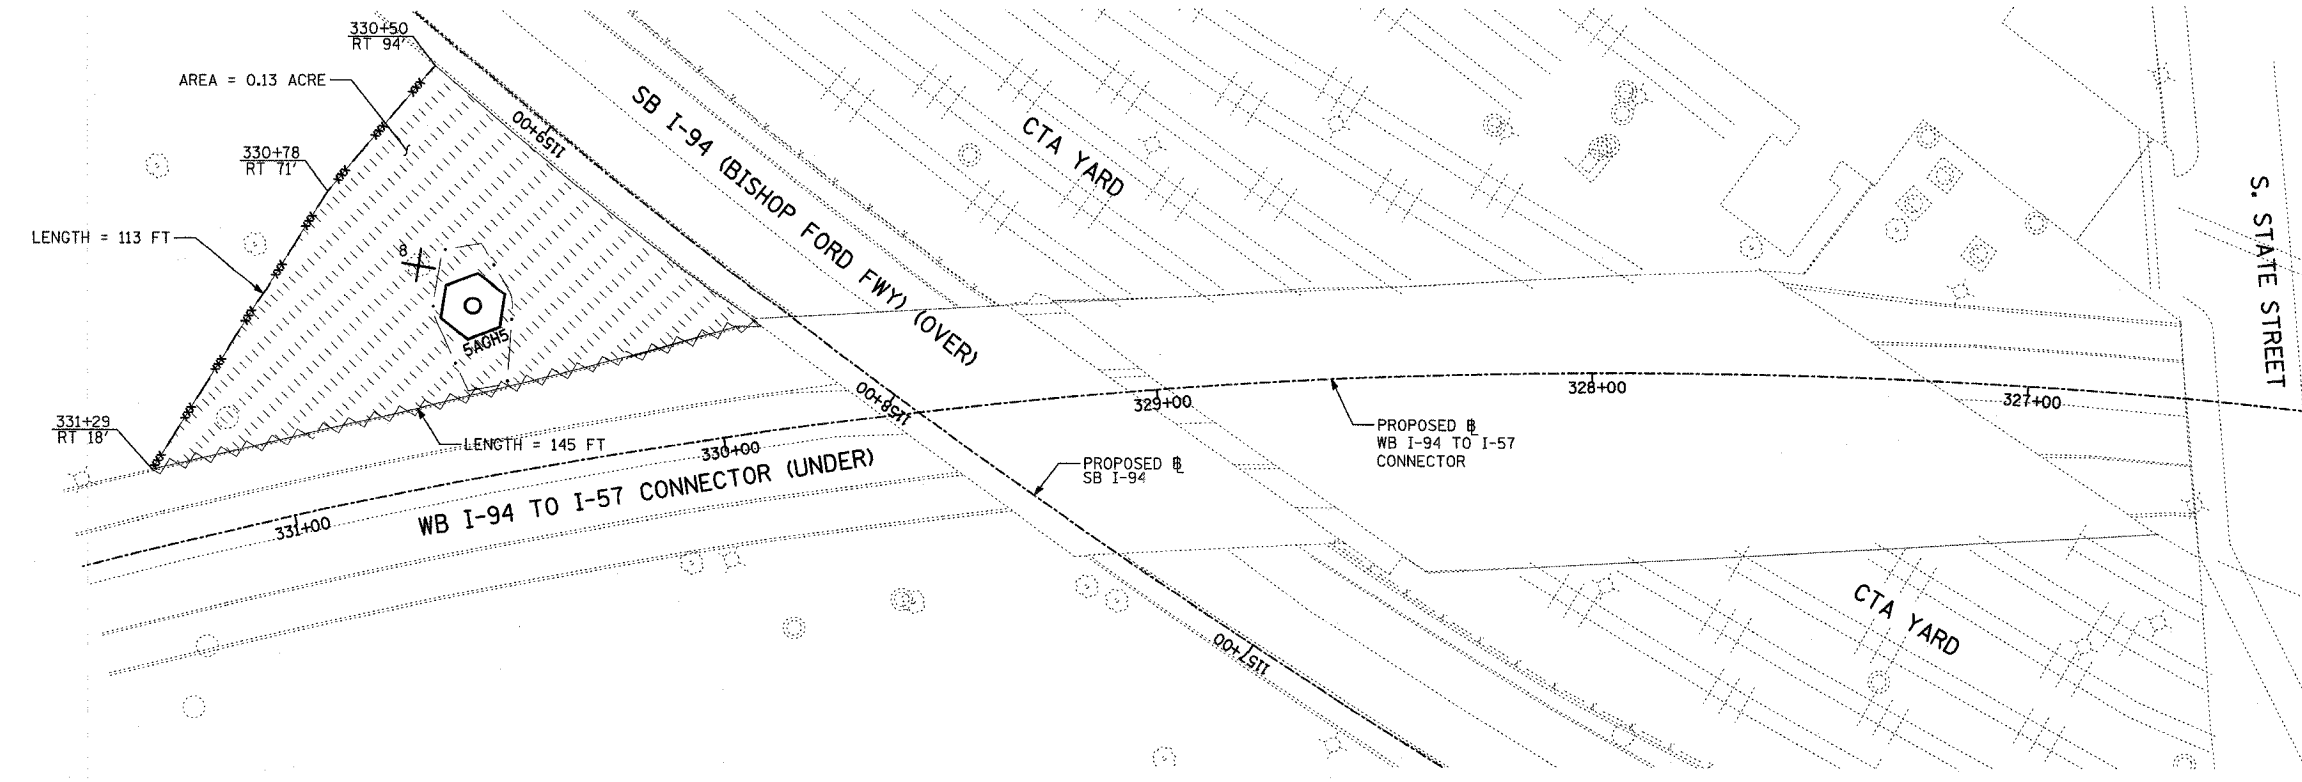 330+50
RT 94'
AREA = 0.13 ACRE
330+78
RT 71'
LENGTH = 113 FT
331+29
RT 18'
8
5AGH5
LENGTH = 145 FT
1159+00
SB I-94 (BISHOP FORD FWY) (OVER)
CTA YARD
S. STATE STREET
1158+00
331+00
330+00
329+00
328+00
327+00
WB I-94 TO I-57 CONNECTOR (UNDER)
PROPOSED ℄
SB I-94
PROPOSED ℄
WB I-94 TO I-57
CONNECTOR
1157+00
CTA YARD